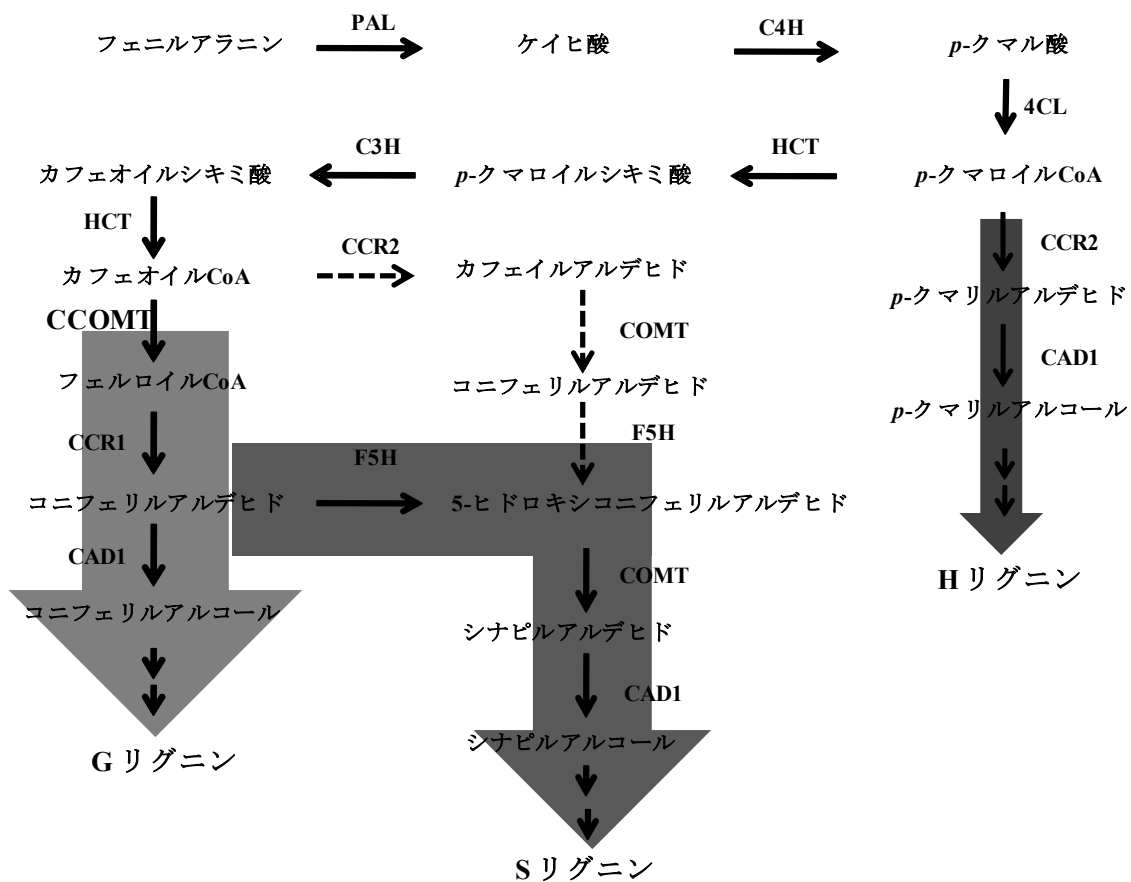 PAL
C4H
フェニルアラニン
ケイヒ酸
p-クマル酸
4CL
C3H
HCT
カフェオイルシキミ酸
p-クマロイルシキミ酸
p-クマロイルCoA
HCT
CCR2
CCR2
カフェオイルCoA
カフェイルアルデヒド
p-クマリルアルデヒド
CCOMT
COMT
CAD1
フェルロイルCoA
コニフェリルアルデヒド
p-クマリルアルコール
CCR1
F5H
F5H
コニフェリルアルデヒド
5-ヒドロキシコニフェリルアルデヒド
CAD1
COMT
H リグニン
コニフェリルアルコール
シナピルアルデヒド
CAD1
シナピルアルコール
G リグニン
S リグニン